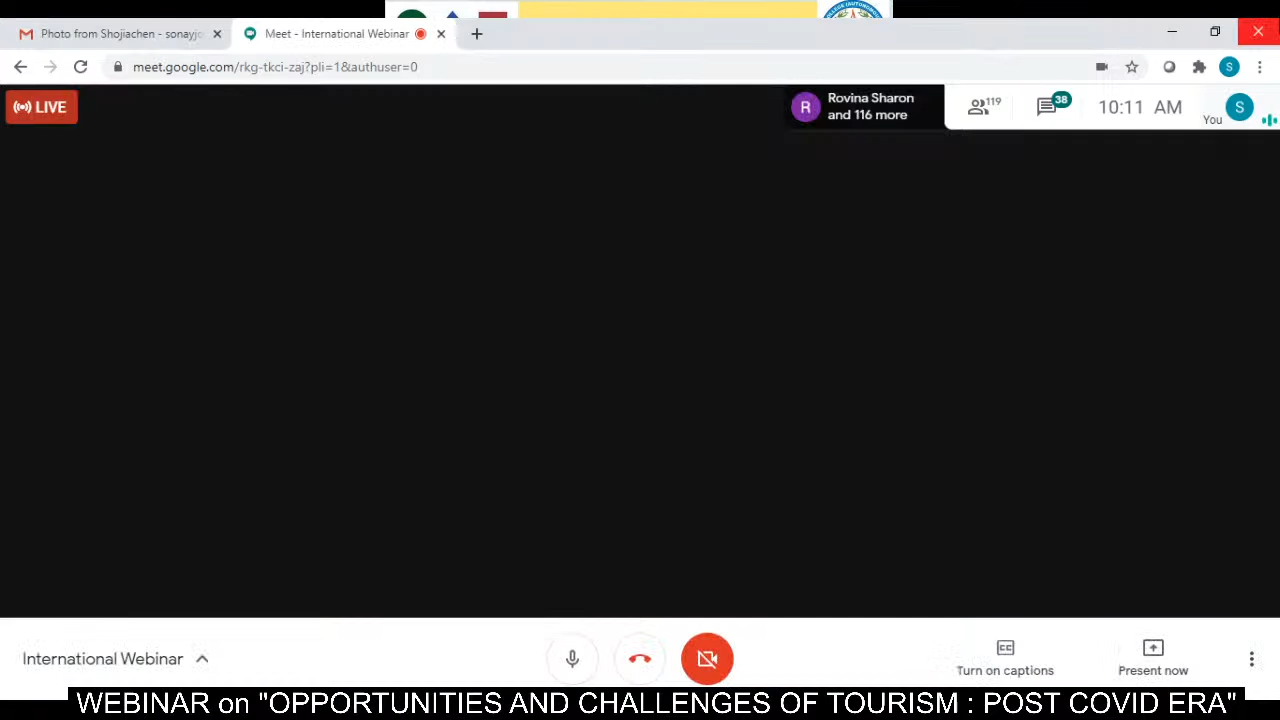 Photo from Shojiachen - sonayjo
Meet - International Webinar
meet.google.com/rkg-tkci-zaj?pli=1&authuser=0
S
LIVE
R
Rovina Sharon
and 116 more
119
38
10:11 AM
You
S
International Webinar
CC
Turn on captions
Present now
WEBINAR on "OPPORTUNITIES AND CHALLENGES OF TOURISM : POST COVID ERA"